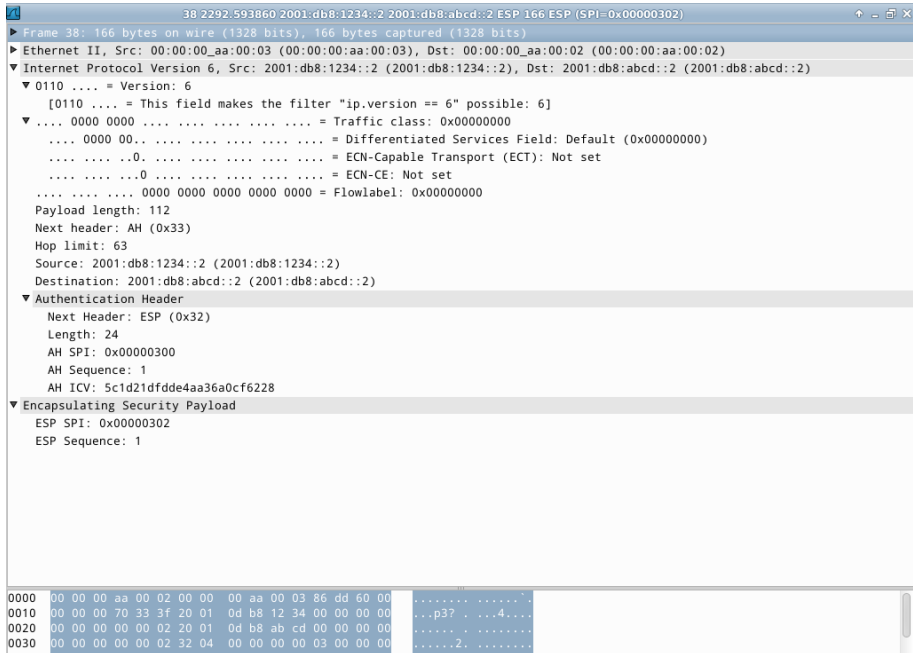 38 2292.593860 2001:db8:1234::2 2001:db8:abcd::2 ESP 166 ESP (SPI=0x00000302)
Frame 38: 166 bytes on wire (1328 bits), 166 bytes captured (1328 bits)
Ethernet II, Src: 00:00:00_aa:00:03 (00:00:00:aa:00:03), Dst: 00:00:00_aa:00:02 (00:00:00:aa:00:02)
Internet Protocol Version 6, Src: 2001:db8:1234::2 (2001:db8:1234::2), Dst: 2001:db8:abcd::2 (2001:db8:abcd::2)
0110 .... = Version: 6
[0110 .... = This field makes the filter "ip.version == 6" possible: 6]
.... 0000 0000 .... .... .... .... .... = Traffic class: 0x00000000
.... 0000 00.. .... .... .... .... .... = Differentiated Services Field: Default (0x00000000)
.... .... ..0. .... .... .... .... .... = ECN-Capable Transport (ECT): Not set
.... .... ...0 .... .... .... .... .... = ECN-CE: Not set
.... .... .... 0000 0000 0000 0000 0000 = Flowlabel: 0x00000000
Payload length: 112
Next header: AH (0x33)
Hop limit: 63
Source: 2001:db8:1234::2 (2001:db8:1234::2)
Destination: 2001:db8:abcd::2 (2001:db8:abcd::2)
Authentication Header
Next Header: ESP (0x32)
Length: 24
AH SPI: 0x00000300
AH Sequence: 1
AH ICV: 5c1d21dfdde4aa36a0cf6228
Encapsulating Security Payload
ESP SPI: 0x00000302
ESP Sequence: 1
0000 00 00 00 aa 00 02 00 00 00 aa 00 03 86 dd 60 00 ........ ......`.
0010 00 00 00 70 33 3f 20 01 0d b8 12 34 00 00 00 00 ...p3? . ...4....
0020 00 00 00 00 00 02 20 01 0d b8 ab cd 00 00 00 00 ...... . ........
0030 00 00 00 00 00 02 32 04 00 00 00 00 03 00 00 00 ......2. ........